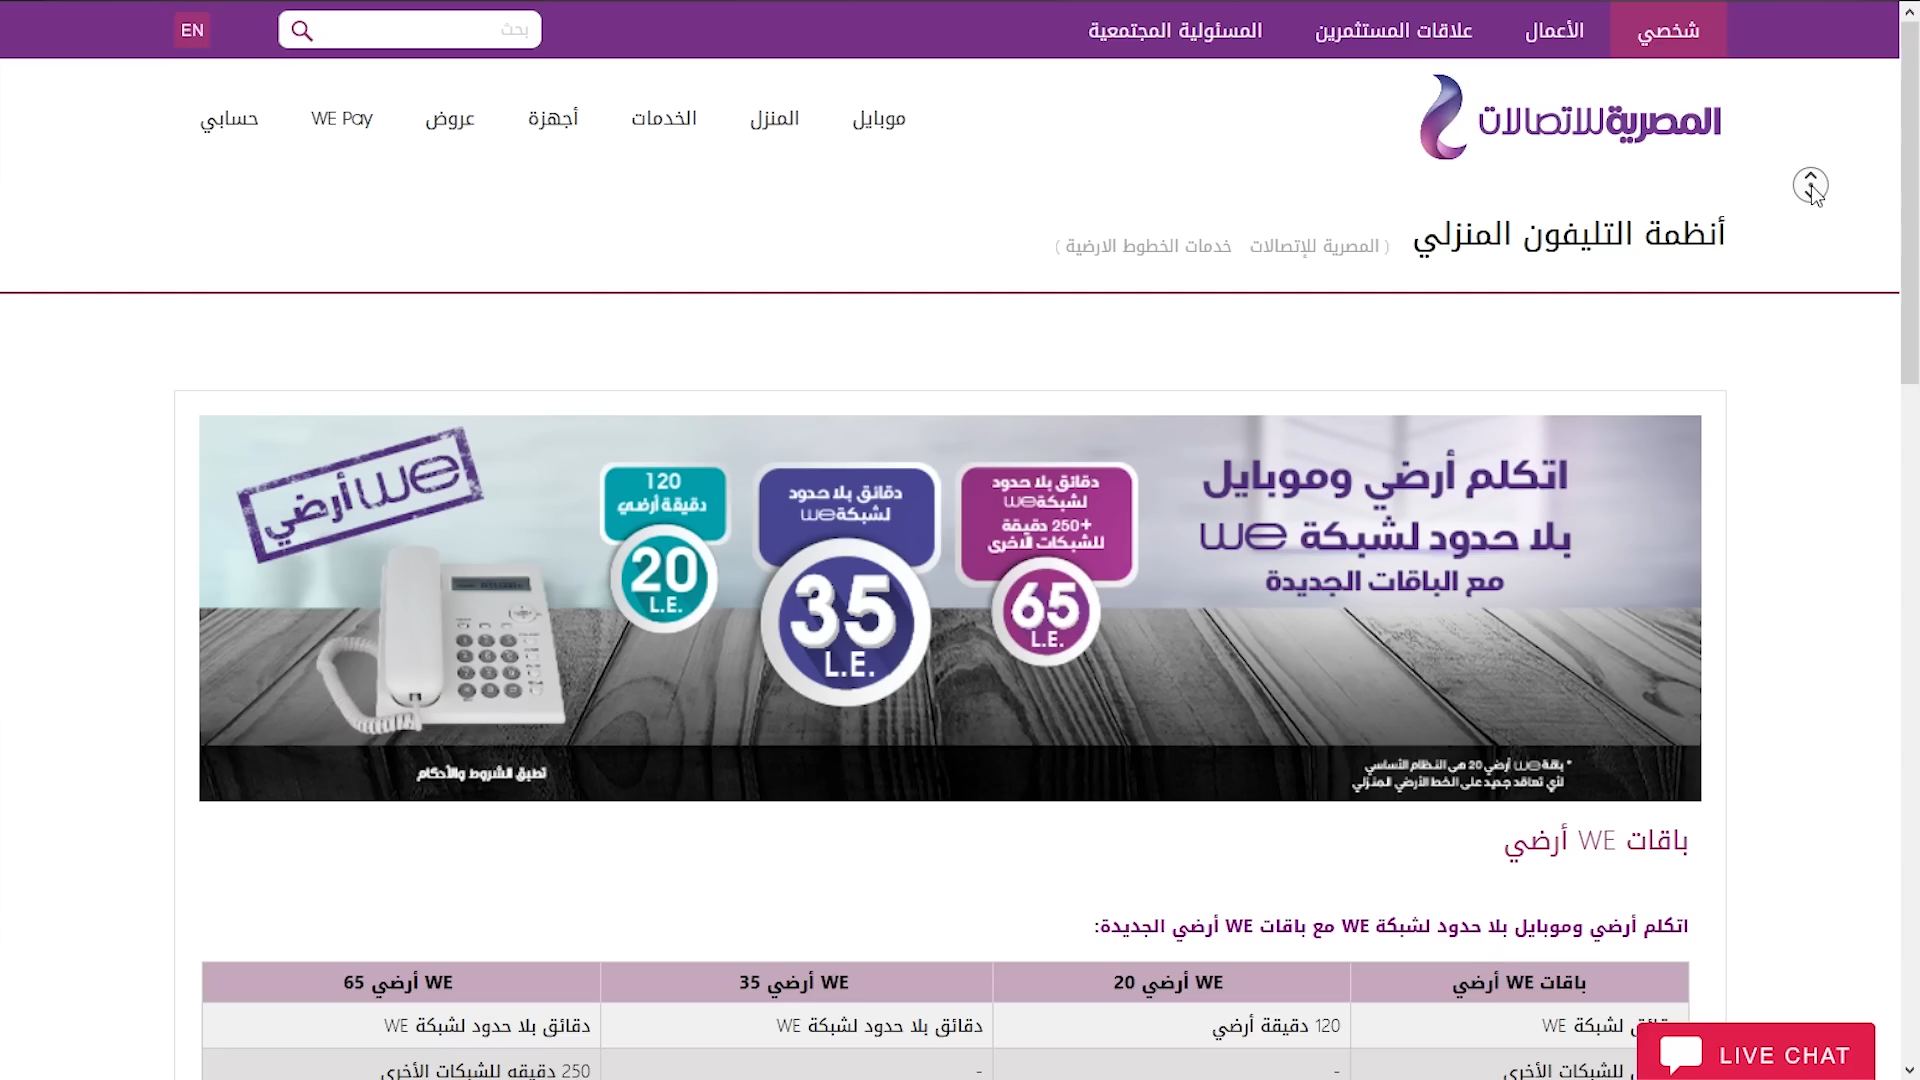 شخصي
الأعمال
علاقات المستثمرين
المسئولية المجتمعية
بحث
EN
المصرية للاتصالات
موبايل
المنزل
الخدمات
أجهزة
عروض
WE Pay
حسابي
أنظمة التليفون المنزلي
( المصرية للإتصالات خدمات الخطوط الارضية )
اتكلم أرضي وموبايل
بلا حدود لشبكة we
مع الباقات الجديدة
دقائق بلا حدود
لشبكة we
+250 دقيقة
للشبكات الأخرى
65
L.E.
دقائق بلا حدود
لشبكة we
35
L.E.
120
دقيقة أرضي
20
L.E.
we أرضي
* باقة we أرضي 20 هى النظام الأساسي
لأي تعاقد جديد على الخط الأرضي المنزلي
تطبق الشروط والأحكام
باقات WE أرضي
اتكلم أرضي وموبايل بلا حدود لشبكة WE مع باقات WE أرضي الجديدة:
باقات WE أرضي
WE أرضي 20
WE أرضي 35
WE أرضي 65
لشبكة WE
120 دقيقة أرضي
دقائق بلا حدود لشبكة WE
دقائق بلا حدود لشبكة WE
للشبكات الأخرى
-
-
250 دقيقه للشبكات الأخرى
LIVE CHAT